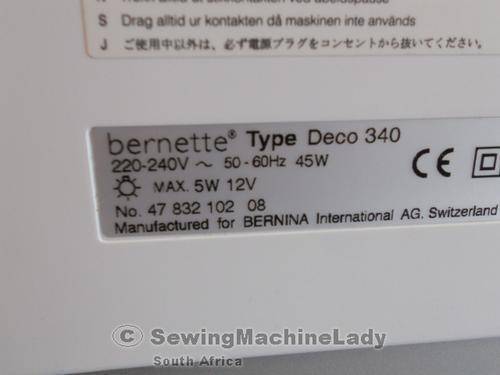 S Drag alltid ur kontakten då maskinen inte används
J ご使用中以外は、必ず電源プラグをコンセントから抜いてください。
bernette® Type Deco 340
220-240V ~ 50-60Hz 45W
MAX. 5W 12V
CE
No. 47 832 102 08
Manufactured for BERNINA International AG. Switzerland
© SewingMachineLady
South Africa